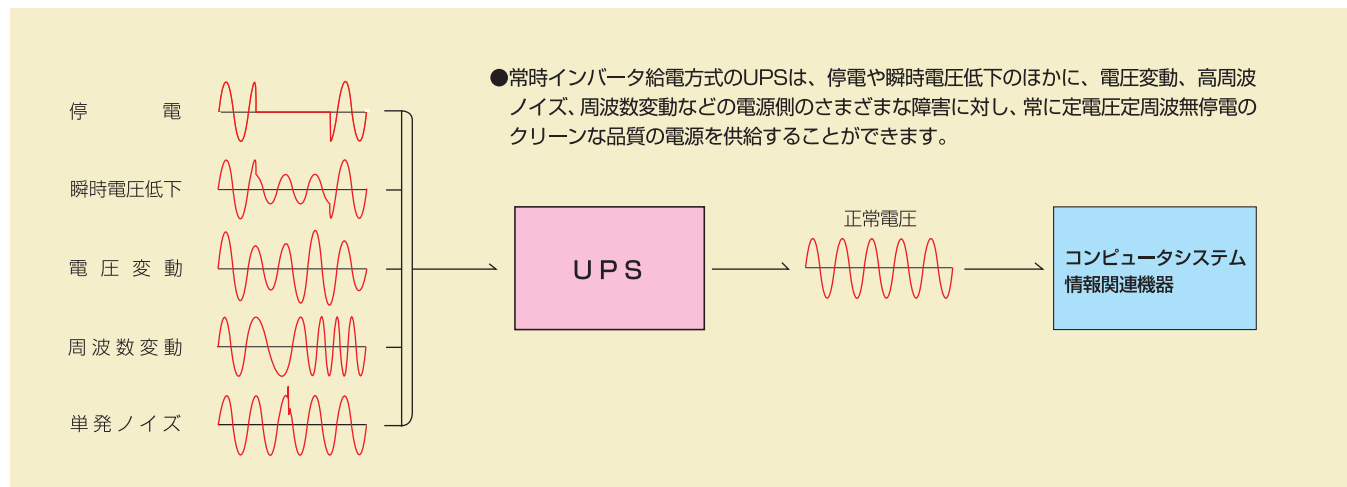 ●常時インバータ給電方式のUPSは、停電や瞬時電圧低下のほかに、電圧変動、高周波
ノイズ、周波数変動などの電源側のさまざまな障害に対し、常に定電圧定周波無停電の
クリーンな品質の電源を供給することができます。
停電
瞬時電圧低下
電圧変動
周波数変動
単発ノイズ
UPS
正常電圧
コンピュータシステム
情報関連機器